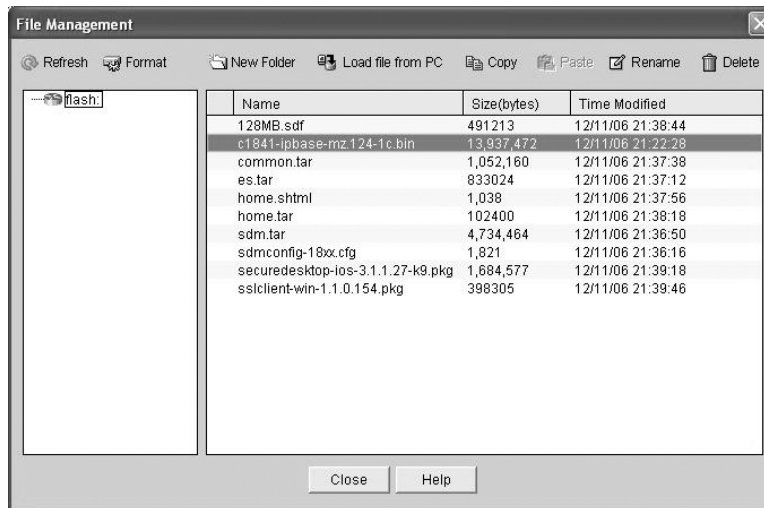 File Management
Refresh Format New Folder Load file from PC Copy Paste Rename Delete
flash:
Name Size(bytes) Time Modified
128MB.sdf 491213 12/11/06 21:38:44
c1841-ipbase-mz.124-1c.bin 13,937,472 12/11/06 21:22:28
common.tar 1,052,160 12/11/06 21:37:38
es.tar 833024 12/11/06 21:37:12
home.shtml 1,038 12/11/06 21:37:56
home.tar 102400 12/11/06 21:38:18
sdm.tar 4,734,464 12/11/06 21:36:50
sdmconfig-18xx.cfg 1,821 12/11/06 21:36:16
securedesktop-ios-3.1.1.27-k9.pkg 1,684,577 12/11/06 21:39:18
sslclient-win-1.1.0.154.pkg 398305 12/11/06 21:39:46
Close Help